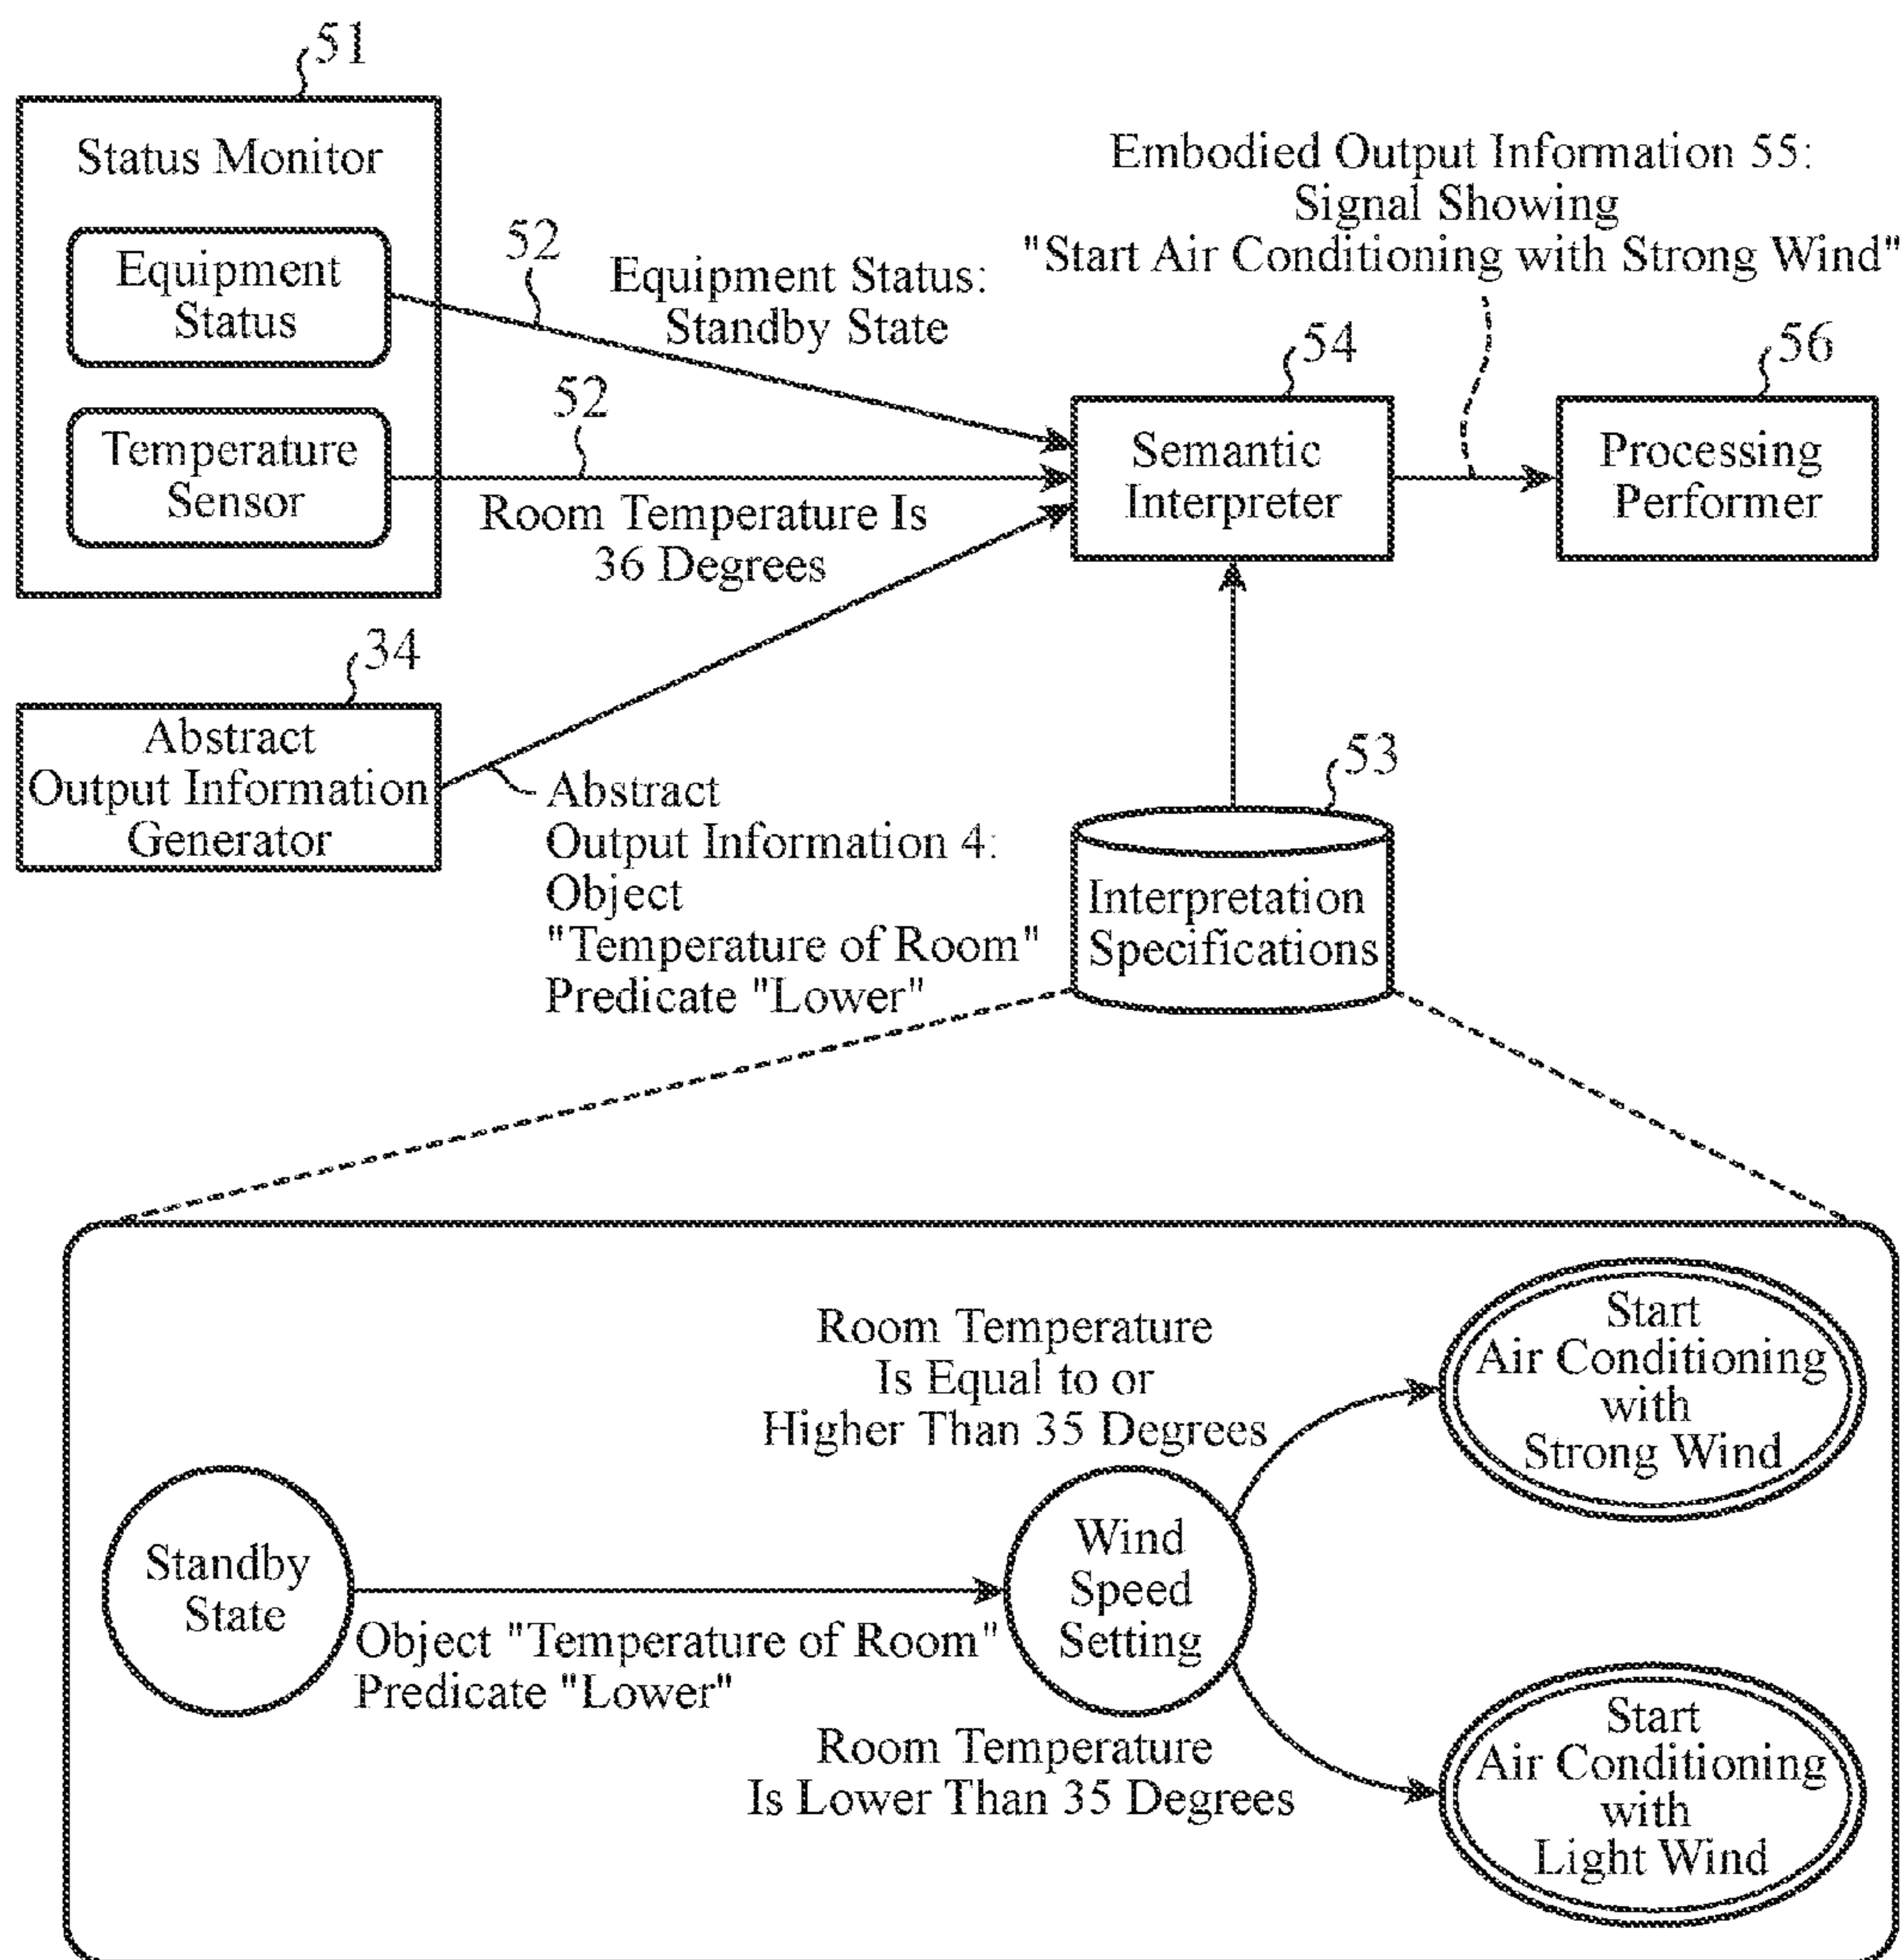 51
Status Monitor
Equipment
Status
Temperature
Sensor
52
Equipment Status:
Standby State
52
Room Temperature Is
36 Degrees
Embodied Output Information 55:
Signal Showing
"Start Air Conditioning with Strong Wind"
54
Semantic
Interpreter
56
Processing
Performer
34
Abstract
Output Information
Generator
Abstract
Output Information 4:
Object
"Temperature of Room"
Predicate "Lower"
53
Interpretation
Specifications
Standby
State
Object "Temperature of Room"
Predicate "Lower"
Wind
Speed
Setting
Room Temperature
Is Equal to or
Higher Than 35 Degrees
Start
Air Conditioning
with
Strong Wind
Room Temperature
Is Lower Than 35 Degrees
Start
Air Conditioning
with
Light Wind